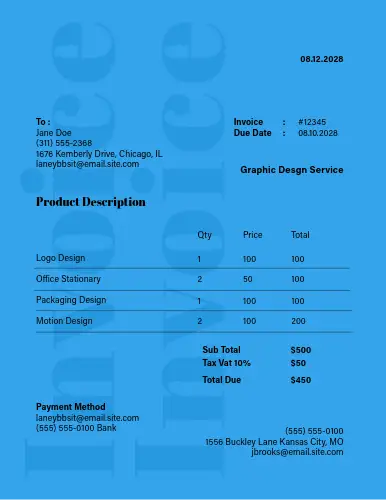 Invoice
Invoice
08.12.2028
To :
Jane Doe
(311) 555-2368
1676 Kemberly Drive, Chicago, IL
laneybbsit@email.site.com
Invoice : #12345
Due Date : 08.10.2028
Graphic Desgn Service
Product Description
Qty Price Total
Logo Design 1 100 100
Office Stationary 2 50 100
Packaging Design 1 100 100
Motion Design 2 100 200
Sub Total $500
Tax Vat 10% $50
Total Due $450
Payment Method
laneybbsit@email.site.com
(555) 555-0100 Bank
(555) 555-0100
1556 Buckley Lane Kansas City, MO
jbrooks@email.site.com